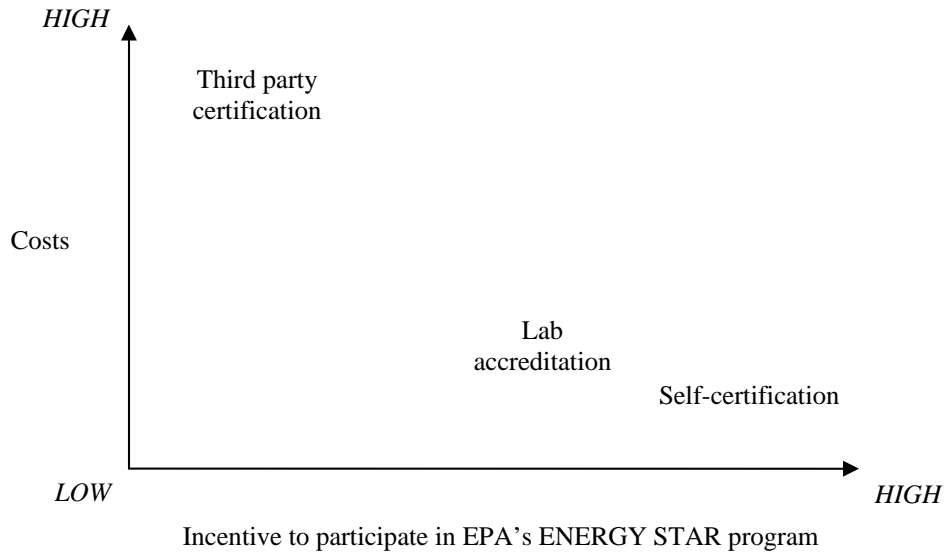 HIGH
Third party
certification
Costs
Lab
accreditation
Self-certification
LOW
HIGH
Incentive to participate in EPA’s ENERGY STAR program